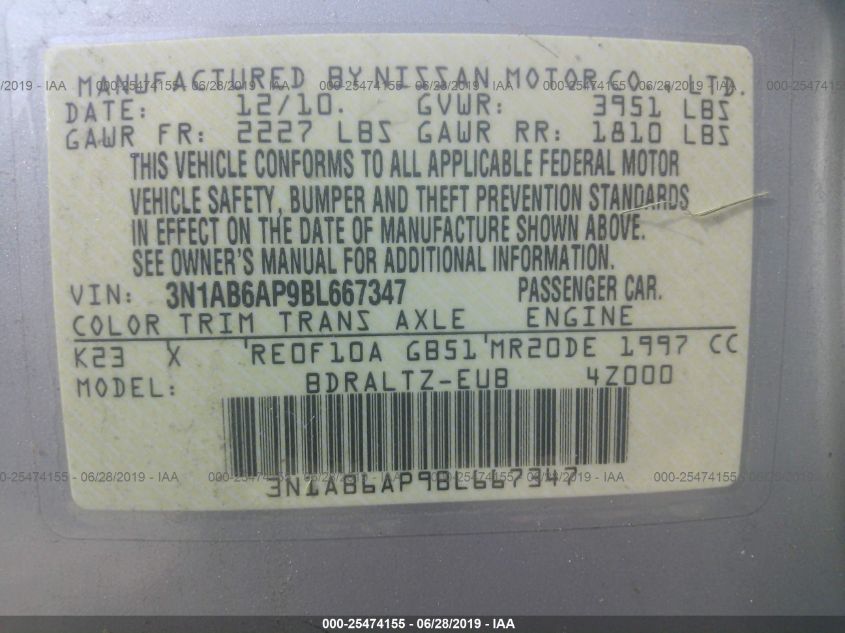 MANUFACTURED BY NISSAN MOTOR CO., LTD.
DATE: 12/10. GVWR: 3951 LBS
GAWR FR: 2227 LBS GAWR RR: 1810 LBS
THIS VEHICLE CONFORMS TO ALL APPLICABLE FEDERAL MOTOR
VEHICLE SAFETY, BUMPER AND THEFT PREVENTION STANDARDS
IN EFFECT ON THE DATE OF MANUFACTURE SHOWN ABOVE.
SEE OWNER'S MANUAL FOR ADDITIONAL INFORMATION.
VIN: 3N1AB6AP9BL667347 PASSENGER CAR.
COLOR TRIM TRANS AXLE ENGINE
K23 X RE0F10A GB51 MR20DE 1997 CC
MODEL: BDRALTZ-EUB 4Z000
3N1AB6AP9BL667347
000-25474155 - 06/28/2019 - IAA